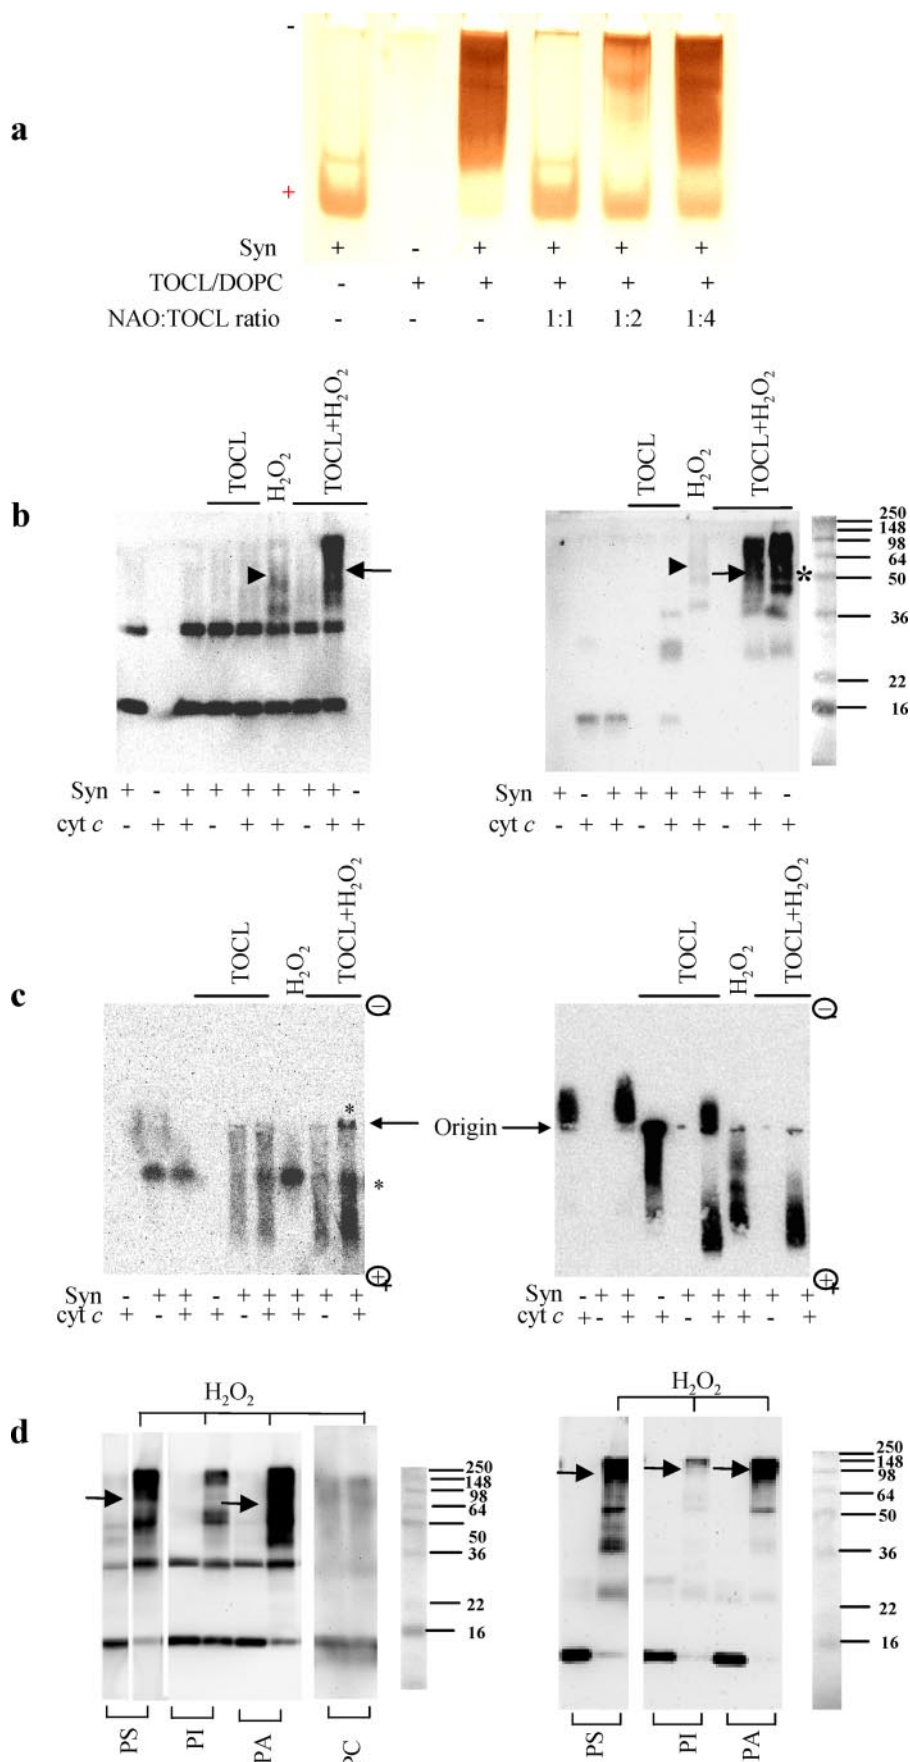 -
a
+
Syn + - + + + +
TOCL/DOPC - + + + + +
NAO:TOCL ratio - - - 1:1 1:2 1:4
b
TOCL H2O2 TOCL+H2O2
TOCL H2O2 TOCL+H2O2
*
250
148
98
64
50
36
22
16
Syn + - + + + + + + -
cyt c - + + - + + - + +
Syn + - + + + + + + -
cyt c - + + - + + - + +
c
TOCL H2O2 TOCL+H2O2
TOCL H2O2 TOCL+H2O2
- -
*
Origin
*
+ +
Syn - + + - + + + + +
cyt c + - + + - + + - +
Syn - + + - + + + + +
cyt c + - + + - + + - +
d
H2O2
H2O2
250
148
98
64
50
36
22
16
250
148
98
64
50
36
22
16
PS PI PA PC
PS PI PA